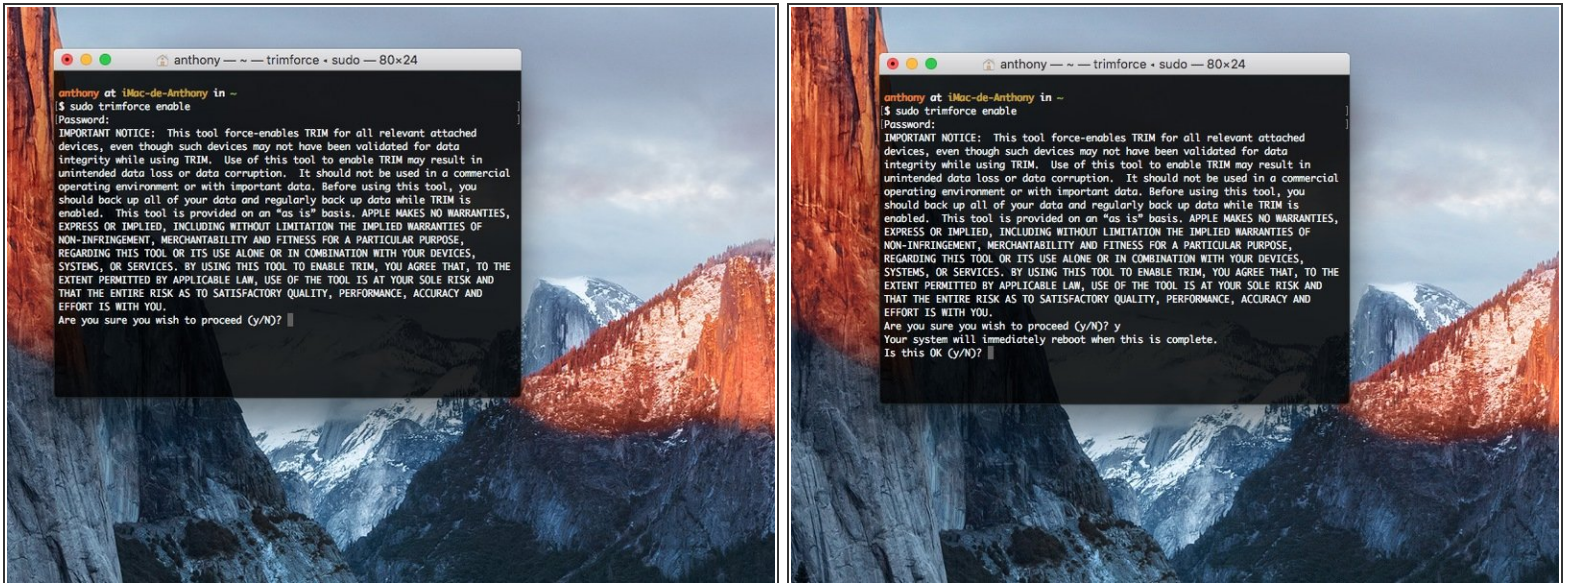 anthony — ~ — trimforce ◂ sudo — 80×24
anthony at iMac-de-Anthony in ~
[$ sudo trimforce enable ]
[Password: ]
IMPORTANT NOTICE:  This tool force-enables TRIM for all relevant attached
devices, even though such devices may not have been validated for data
integrity while using TRIM.  Use of this tool to enable TRIM may result in
unintended data loss or data corruption.  It should not be used in a commercial
operating environment or with important data. Before using this tool, you
should back up all of your data and regularly back up data while TRIM is
enabled.  This tool is provided on an “as is” basis. APPLE MAKES NO WARRANTIES,
EXPRESS OR IMPLIED, INCLUDING WITHOUT LIMITATION THE IMPLIED WARRANTIES OF
NON-INFRINGEMENT, MERCHANTABILITY AND FITNESS FOR A PARTICULAR PURPOSE,
REGARDING THIS TOOL OR ITS USE ALONE OR IN COMBINATION WITH YOUR DEVICES,
SYSTEMS, OR SERVICES. BY USING THIS TOOL TO ENABLE TRIM, YOU AGREE THAT, TO THE
EXTENT PERMITTED BY APPLICABLE LAW, USE OF THE TOOL IS AT YOUR SOLE RISK AND
THAT THE ENTIRE RISK AS TO SATISFACTORY QUALITY, PERFORMANCE, ACCURACY AND
EFFORT IS WITH YOU.
Are you sure you wish to proceed (y/N)?
anthony — ~ — trimforce ◂ sudo — 80×24
anthony at iMac-de-Anthony in ~
[$ sudo trimforce enable ]
[Password: ]
IMPORTANT NOTICE:  This tool force-enables TRIM for all relevant attached
devices, even though such devices may not have been validated for data
integrity while using TRIM.  Use of this tool to enable TRIM may result in
unintended data loss or data corruption.  It should not be used in a commercial
operating environment or with important data. Before using this tool, you
should back up all of your data and regularly back up data while TRIM is
enabled.  This tool is provided on an “as is” basis. APPLE MAKES NO WARRANTIES,
EXPRESS OR IMPLIED, INCLUDING WITHOUT LIMITATION THE IMPLIED WARRANTIES OF
NON-INFRINGEMENT, MERCHANTABILITY AND FITNESS FOR A PARTICULAR PURPOSE,
REGARDING THIS TOOL OR ITS USE ALONE OR IN COMBINATION WITH YOUR DEVICES,
SYSTEMS, OR SERVICES. BY USING THIS TOOL TO ENABLE TRIM, YOU AGREE THAT, TO THE
EXTENT PERMITTED BY APPLICABLE LAW, USE OF THE TOOL IS AT YOUR SOLE RISK AND
THAT THE ENTIRE RISK AS TO SATISFACTORY QUALITY, PERFORMANCE, ACCURACY AND
EFFORT IS WITH YOU.
Are you sure you wish to proceed (y/N)? y
Your system will immediately reboot when this is complete.
Is this OK (y/N)?